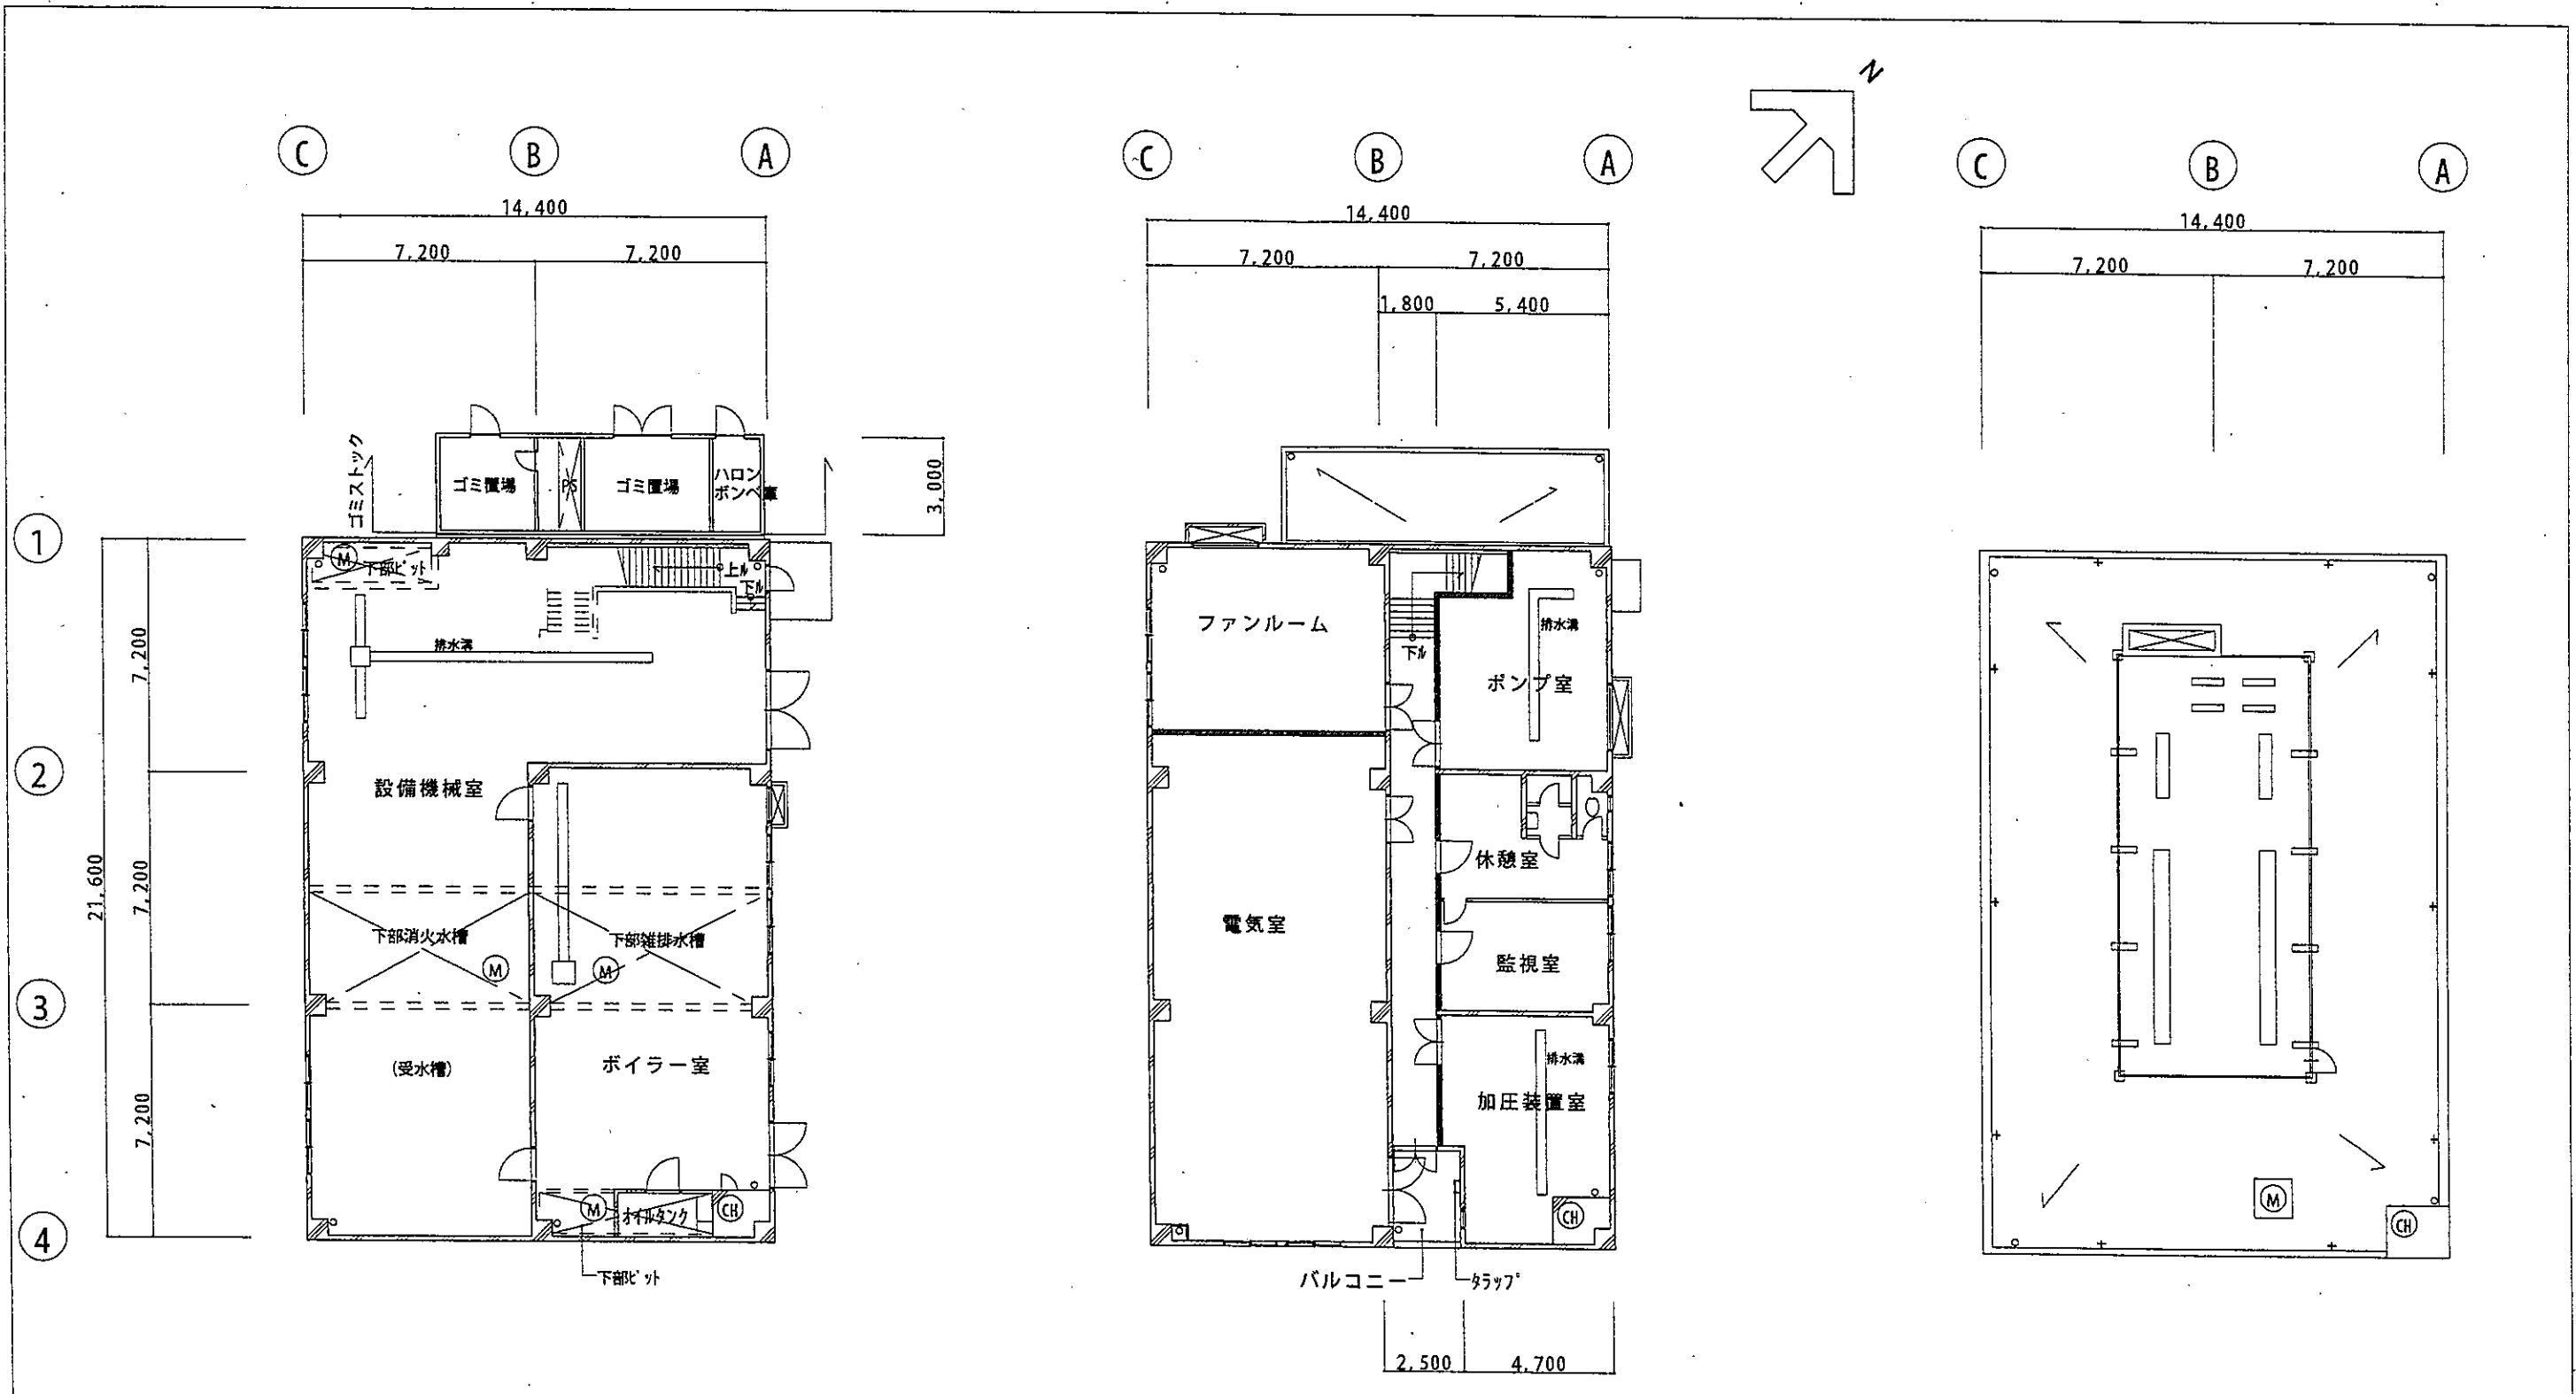 N
C
B
A
14,400
7,200
7,200
ゴミストック
ゴミ置場
PS
ゴミ置場
ハロン
ボンベ庫
3,000
1
2
3
4
21,600
7,200
7,200
7,200
M
下部ピット
上ル
下ル
排水溝
設備機械室
下部消火水槽
M
下部雑排水槽
M
(受水槽)
ボイラー室
M
オイルタンク
CH
下部ピット
C
B
A
14,400
7,200
7,200
1,800
5,400
ファンルーム
下ル
排水溝
ポンプ室
休憩室
電気室
監視室
排水溝
加圧装置室
CH
バルコニー
タラップ
2,500
4,700
C
B
A
14,400
7,200
7,200
M
CH